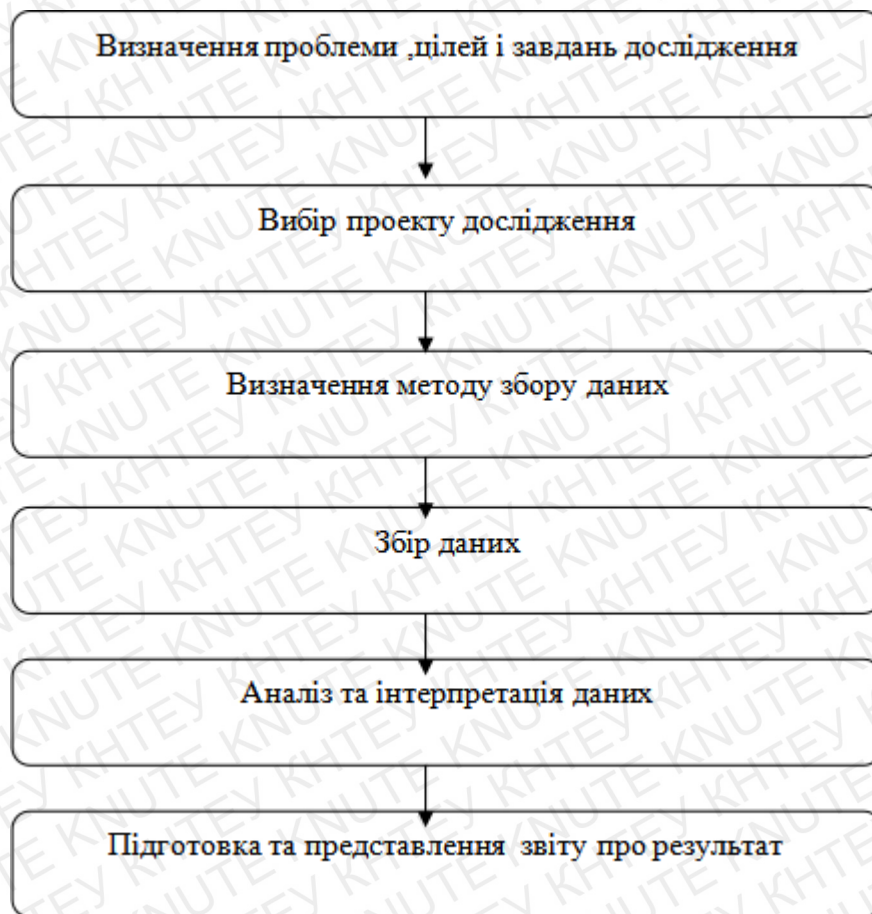 Визначення проблеми ,цілей і завдань дослідження
Вибір проекту дослідження
Визначення методу збору даних
Збір даних
Аналіз та інтерпретація даних
Підготовка та представлення звіту про результат